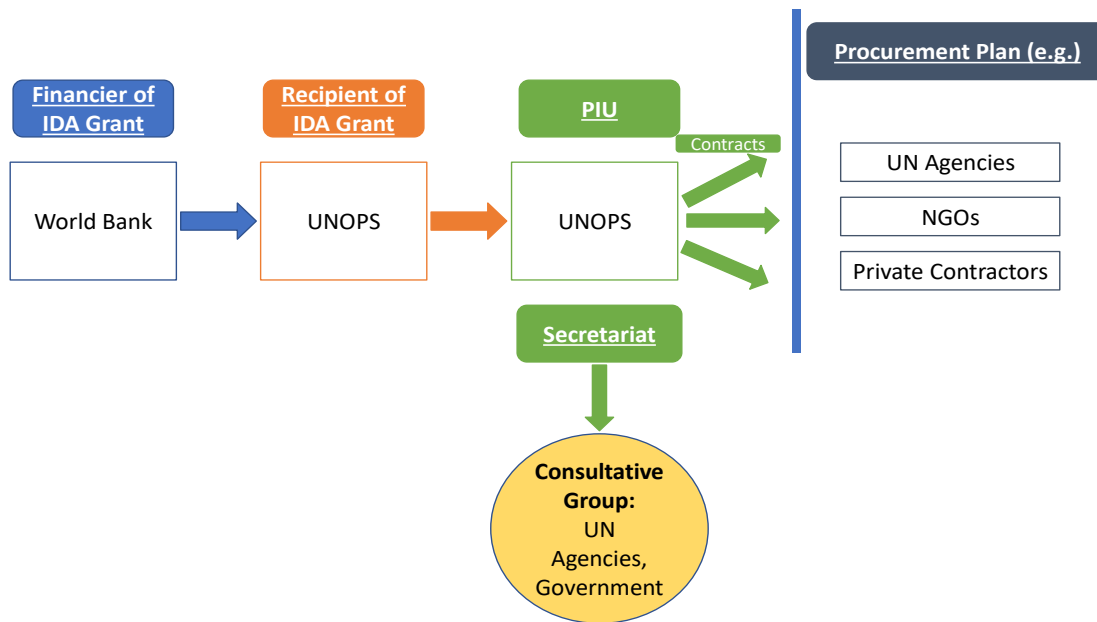 Procurement Plan (e.g.)
Financier of
IDA Grant
Recipient of
IDA Grant
PIU
Contracts
World Bank
UNOPS
UNOPS
UN Agencies
NGOs
Private Contractors
Secretariat
Consultative
Group:
UN
Agencies,
Government